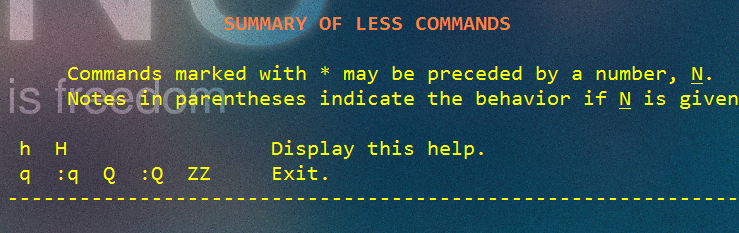 NO
is freedom
SUMMARY OF LESS COMMANDS
Commands marked with * may be preceded by a number, N.
Notes in parentheses indicate the behavior if N is given
h H Display this help.
q :q Q :Q ZZ Exit.
---------------------------------------------------------------